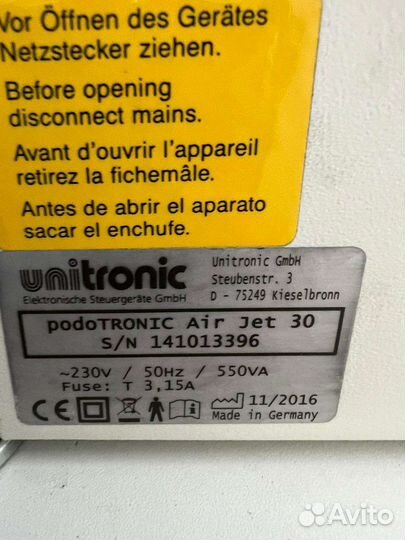 Vor Öffnen des Gerätes
Netzstecker ziehen.
Before opening
disconnect mains.
Avant d'ouvrir l'appareil
retirez la fichemâle.
Antes de abrir el aparato
sacar el enchufe.
unitronic
Elektronische Steuergeräte GmbH
Unitronic GmbH
Steubenstr. 3
D - 75249 Kieselbronn
podoTRONIC Air Jet 30
S/N 141013396
~230V / 50Hz / 550VA
Fuse: T 3,15A
CE
11/2016
Made in Germany
Avito